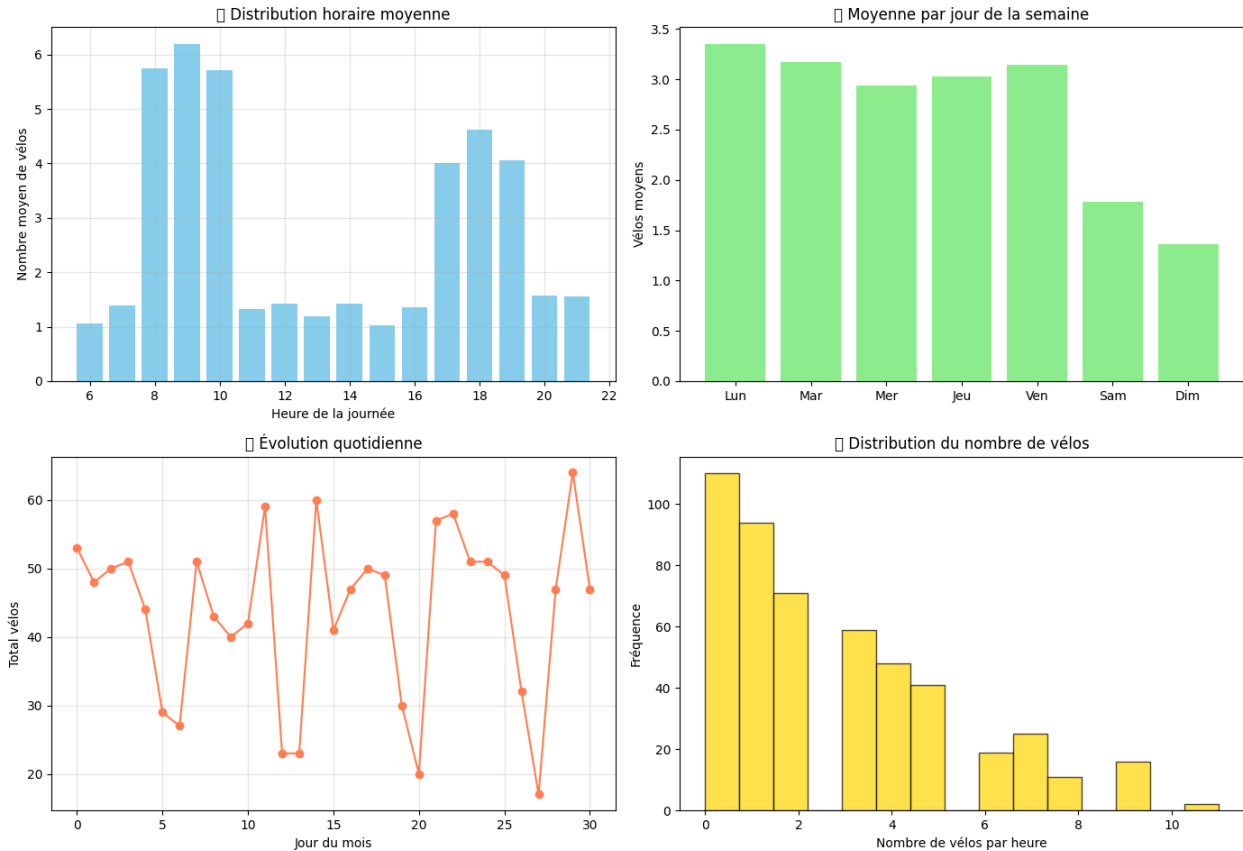 ▯ Distribution horaire moyenne
Nombre moyen de vélos
6
5
4
3
2
1
0
6 8 10 12 14 16 18 20 22
Heure de la journée
▯ Moyenne par jour de la semaine
Vélos moyens
3.5
3.0
2.5
2.0
1.5
1.0
0.5
0.0
Lun Mar Mer Jeu Ven Sam Dim
▯ Évolution quotidienne
Total vélos
60
50
40
30
20
0 5 10 15 20 25 30
Jour du mois
▯ Distribution du nombre de vélos
Fréquence
100
80
60
40
20
0
0 2 4 6 8 10
Nombre de vélos par heure